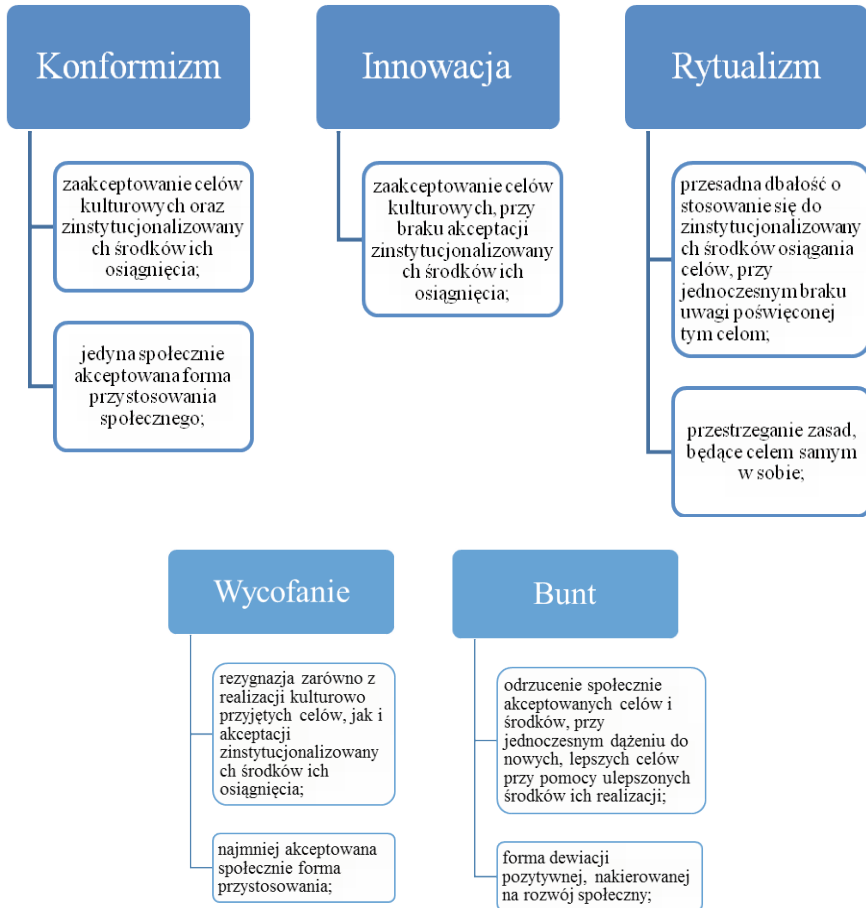 Konformizm
zaakceptowanie celów
kulturowych oraz
zinstytucjonalizowany
ch środków ich
osiągnięcia;
jedyna społecznie
akceptowana forma
przystosowania
społecznego;
Innowacja
zaakceptowanie celów
kulturowych, przy
braku akceptacji
zinstytucjonalizowany
ch środków ich
osiągnięcia;
Rytualizm
przesadna dbałość o
stosowanie się do
zinstytucjonalizowany
ch środków osiągania
celów, przy
jednoczesnym braku
uwagi poświęconej
tym celom;
przestrzeganie zasad,
będące celem samym
w sobie;
Wycofanie
rezygnazja zarówno z
realizacji kulturowo
przyjętych celów, jak i
akceptacji
zinstytucjonalizowany
ch środków ich
osiągnięcia;
najmniej akceptowana
społecznie forma
przystosowania;
Bunt
odrzucenie społecznie
akceptowanych celów i
środków, przy
jednoczesnym dążeniu do
nowych, lepszych celów
przy pomocy ulepszonych
środków ich realizacji;
forma dewiacji
pozytywnej, nakierowanej
na rozwój społeczny;